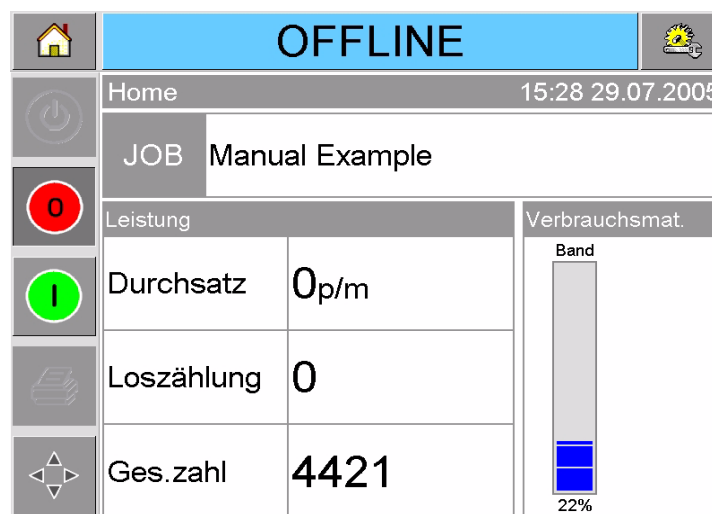 OFFLINE
Home 15:28 29.07.2005
JOB Manual Example
0
Leistung Verbrauchsmat.
Band
Durchsatz 0p/m
I
Loszählung 0
Ges.zahl 4421
22%